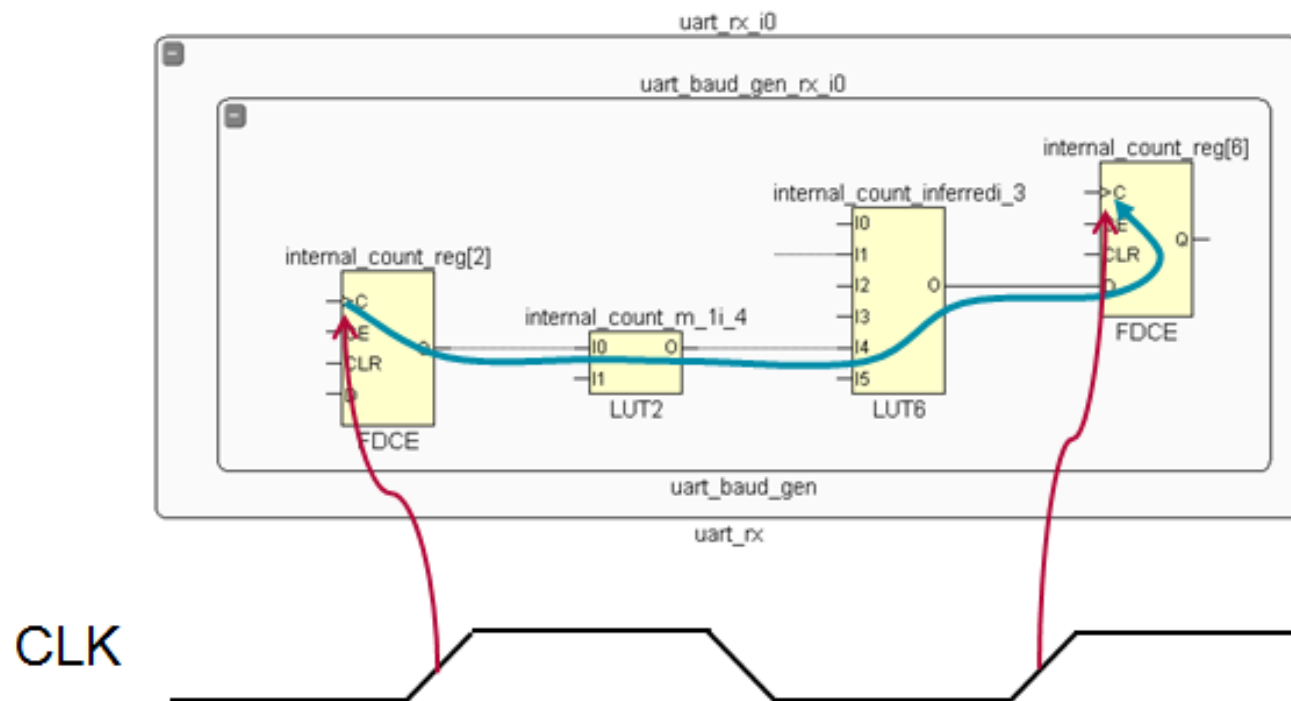 uart_rx_i0
uart_baud_gen_rx_i0
internal_count_reg[6]
internal_count_inferredi_3
internal_count_reg[2]
internal_count_m_1i_4
C
CLR
FDCE
I0
O
I1
LUT2
I0
I1
I2
O
I3
I4
I5
LUT6
C
CLR
Q
FDCE
uart_baud_gen
uart_rx
CLK